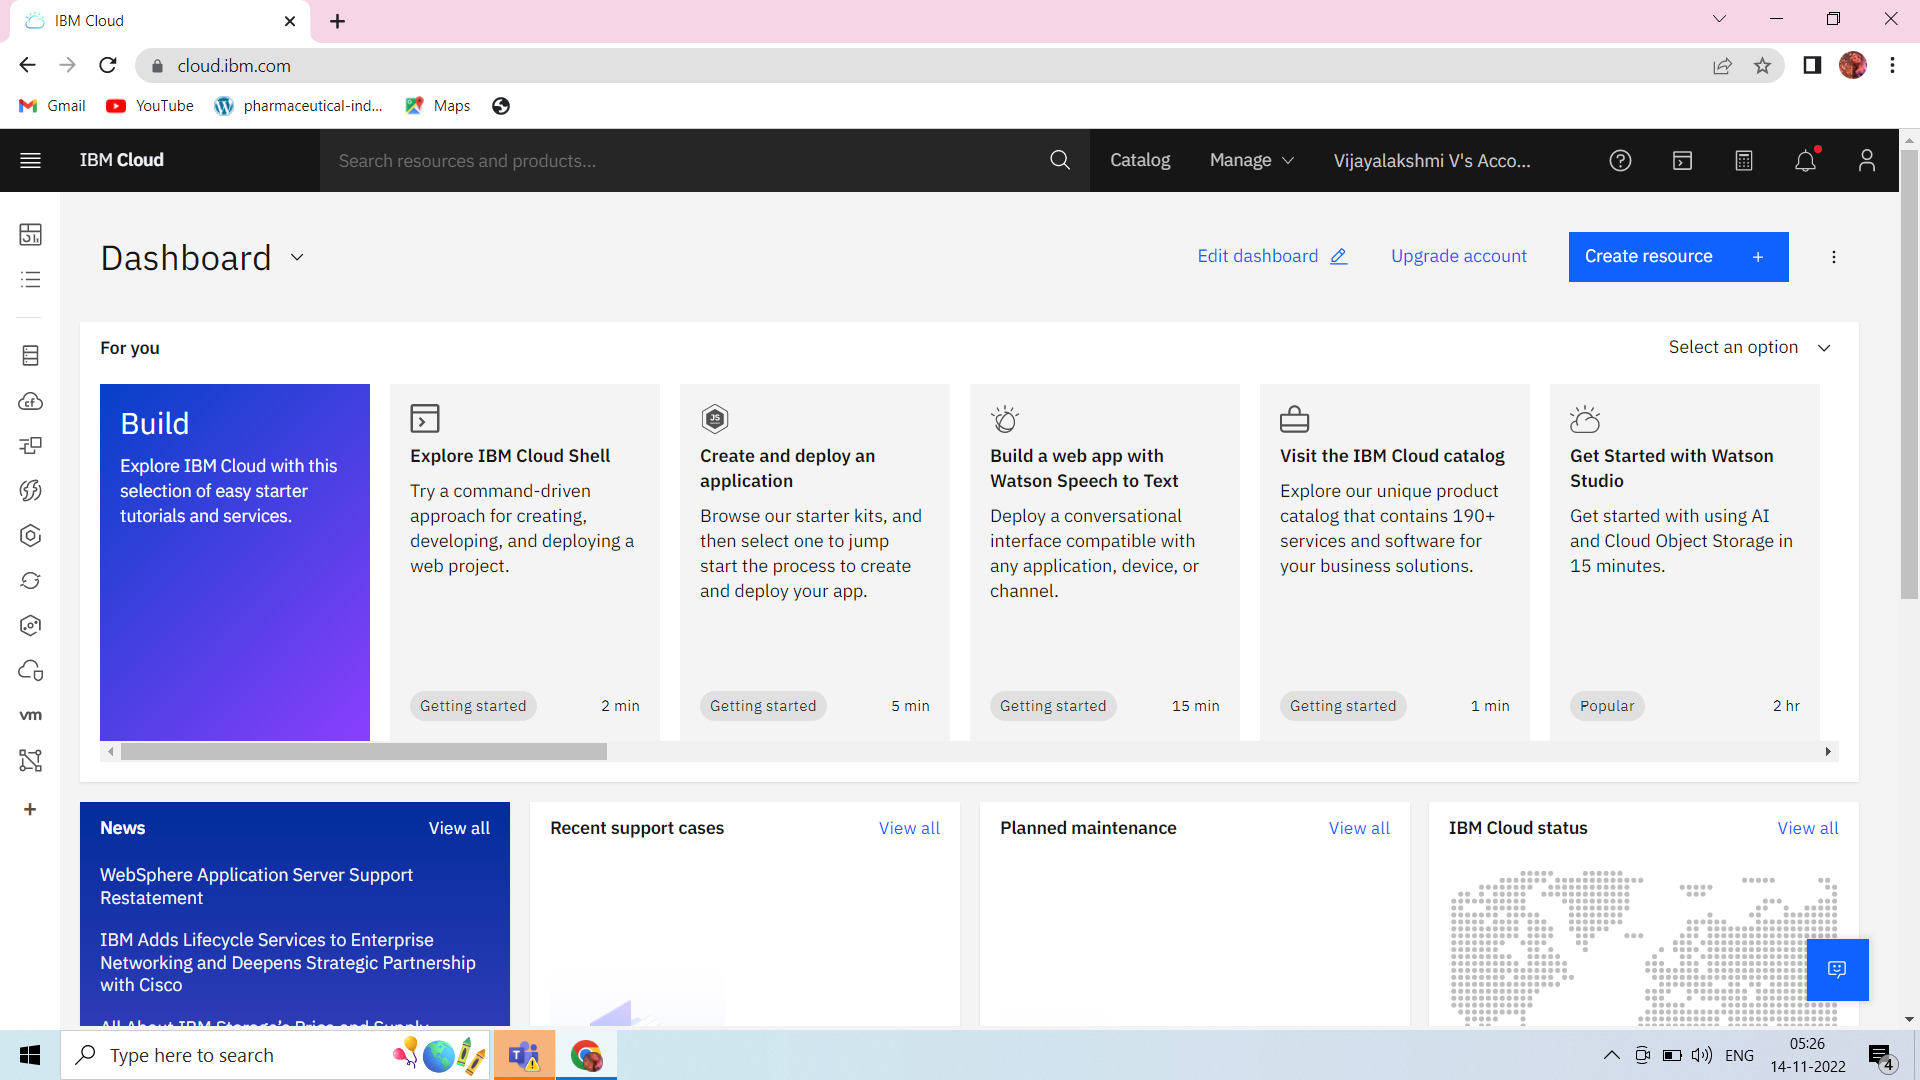 IBM Cloud
cloud.ibm.com
Gmail YouTube pharmaceutical-ind... Maps
IBM Cloud Search resources and products... Catalog Manage Vijayalakshmi V's Acco...
Dashboard Edit dashboard Upgrade account Create resource +
For you Select an option
Build
Explore IBM Cloud with this
selection of easy starter
tutorials and services.
Explore IBM Cloud Shell
Try a command-driven
approach for creating,
developing, and deploying a
web project.
Getting started 2 min
JS
Create and deploy an
application
Browse our starter kits, and
then select one to jump
start the process to create
and deploy your app.
Getting started 5 min
Build a web app with
Watson Speech to Text
Deploy a conversational
interface compatible with
any application, device, or
channel.
Getting started 15 min
Visit the IBM Cloud catalog
Explore our unique product
catalog that contains 190+
services and software for
your business solutions.
Getting started 1 min
Get Started with Watson
Studio
Get started with using AI
and Cloud Object Storage in
15 minutes.
Popular 2 hr
cf
vm
News View all
WebSphere Application Server Support
Restatement
IBM Adds Lifecycle Services to Enterprise
Networking and Deepens Strategic Partnership
with Cisco
All About IBM Storage's Price and Supply
Recent support cases View all
Planned maintenance View all
IBM Cloud status View all
Type here to search
ENG
05:26
14-11-2022
4